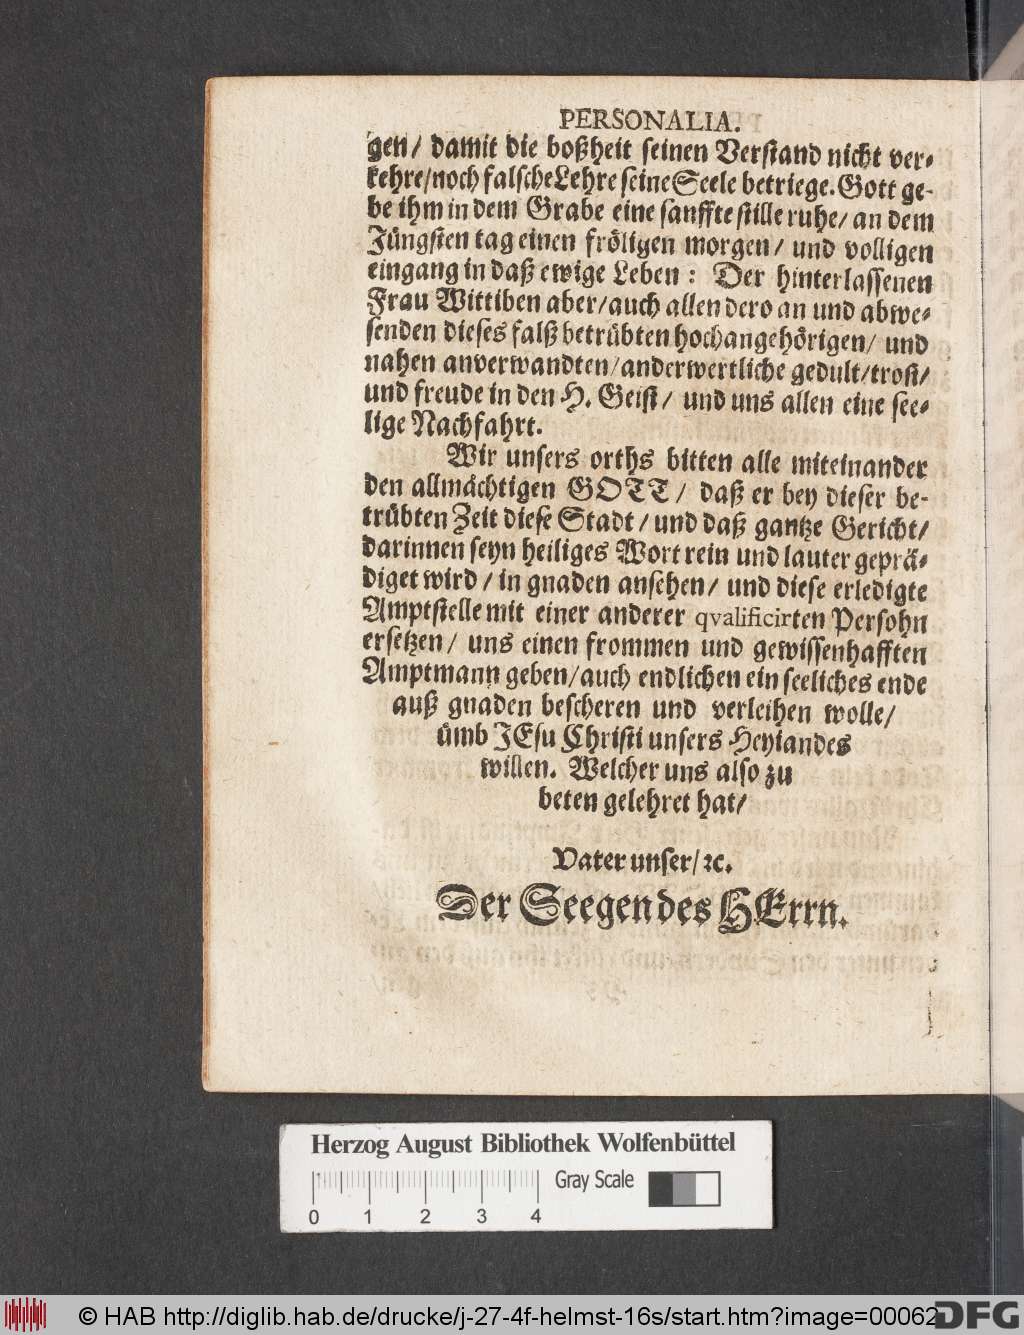 PERSONALIA.
gen/ damit die boßheit seinen Verstand nicht ver-
kehre/noch falsche Lehre seine Seele betriege. Gott ge-
be ihm in dem Grabe eine sanffte stille ruhe/ an dem
Jüngsten tag einen fröligen morgen/ und volligen
eingang in daß ewige Leben: Der hinterlassenen
Frau Wittiben aber/auch allen dero an und abwe-
senden dieses falß betrübten hochangehörigen/ und
nahen anverwandten/anderwertliche gedult/trost/
und freude in den H. Geist/ und uns allen eine see-
lige Nachfahrt.
Wir unsers orths bitten alle miteinander
den allmächtigen GOTT/ daß er bey dieser be-
trübten Zeit diese Stadt/und daß gantze Gericht/
darinnen seyn heiliges Wort rein und lauter geprä-
diget wird/ in gnaden ansehen/ und diese erledigte
Amptstelle mit einer anderer qvalificirten Persohn
ersetzen/ uns einen frommen und gewissenhafften
Amptmann geben/auch endlichen ein seeliches ende
auß gnaden bescheren und verleihen wolle/
ümb JEsu Christi unsers Heylandes
willen. Welcher uns also zu
beten gelehret hat/
Vater unser/ ꝛc.
Der Seegen des HErrn.
Herzog August Bibliothek Wolfenbüttel
Gray Scale
0 1 2 3 4
© HAB http://diglib.hab.de/drucke/j-27-4f-helmst-16s/start.htm?image=00062
DFG